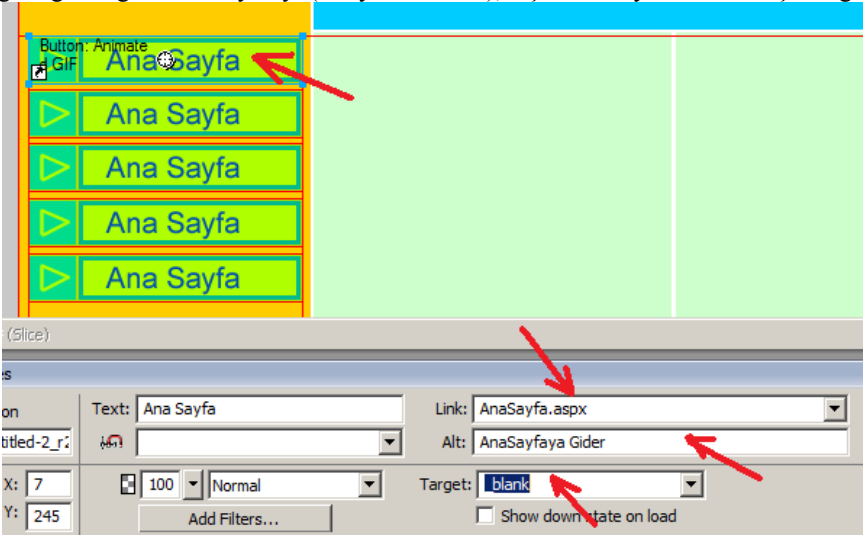 Button: Animate
d GIF
Ana Sayfa
Ana Sayfa
Ana Sayfa
Ana Sayfa
Ana Sayfa
(Slice)
es
on
Text: Ana Sayfa
Link: AnaSayfa.aspx
titled-2_r2
Alt: AnaSayfaya Gider
X: 7
100
Normal
Target: _blank
Y: 245
Add Filters...
Show down state on load